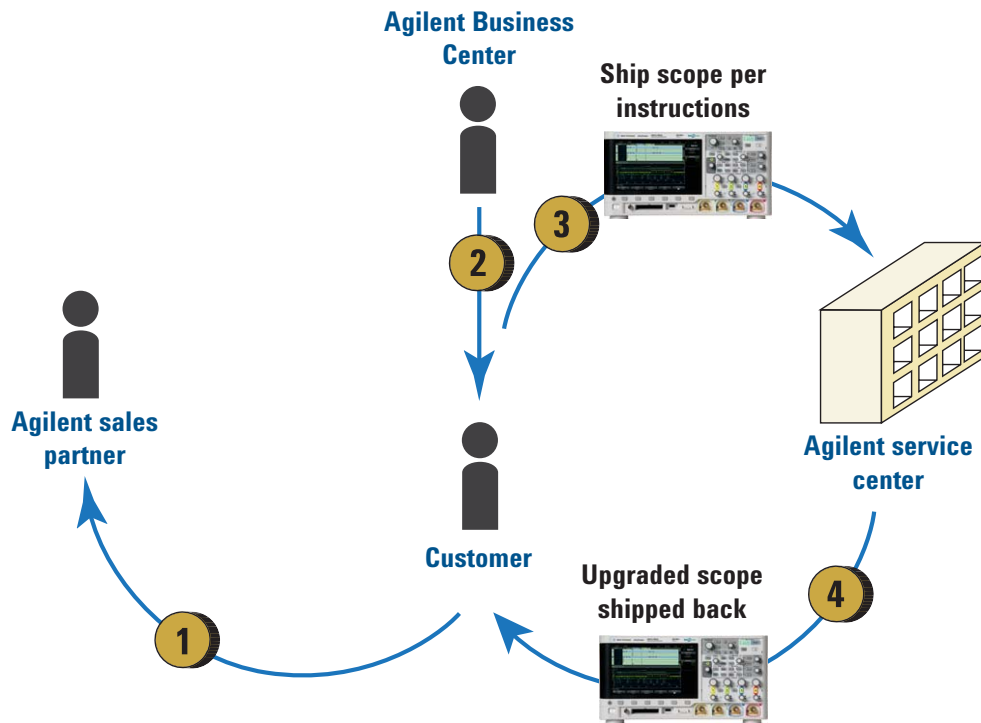 Agilent Business
Center
Ship scope per
instructions
3
2
Agilent sales
partner
Agilent service
center
Customer
Upgraded scope
shipped back
4
1